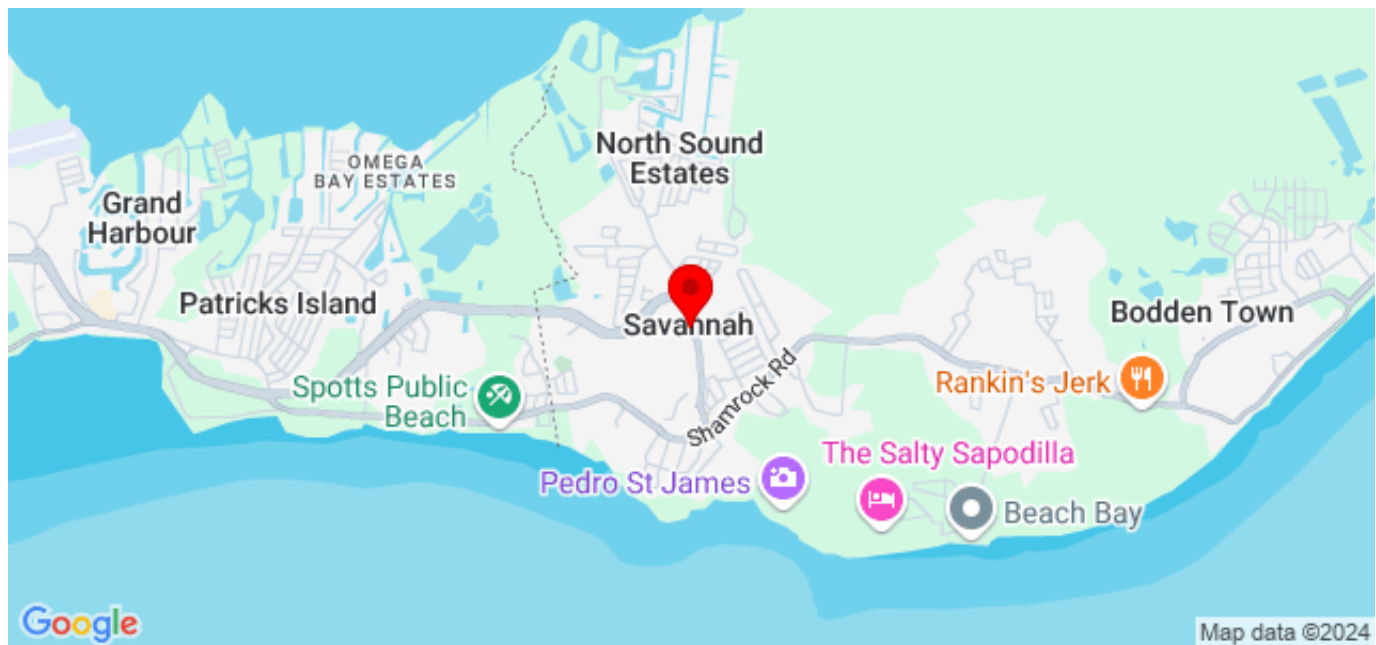 North Sound
Estates
OMEGA
BAY ESTATES
Grand
Harbour
Patricks Island
Savannah
Bodden Town
Spotts Public
Beach
Shamrock Rd
Rankin's Jerk
The Salty Sapodilla
Pedro St James
Beach Bay
Google
Map data ©2024